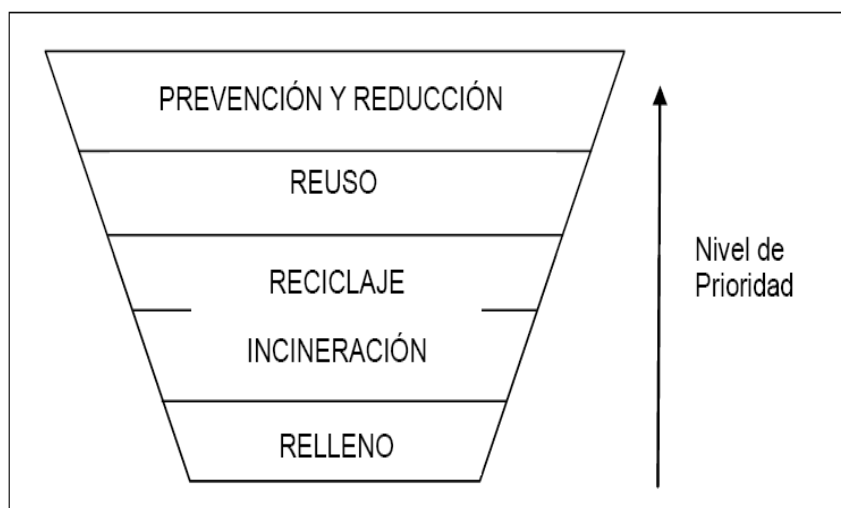 PREVENCIÓN Y REDUCCIÓN
REUSO
RECICLAJE
INCINERACIÓN
RELLENO
Nivel de
Prioridad